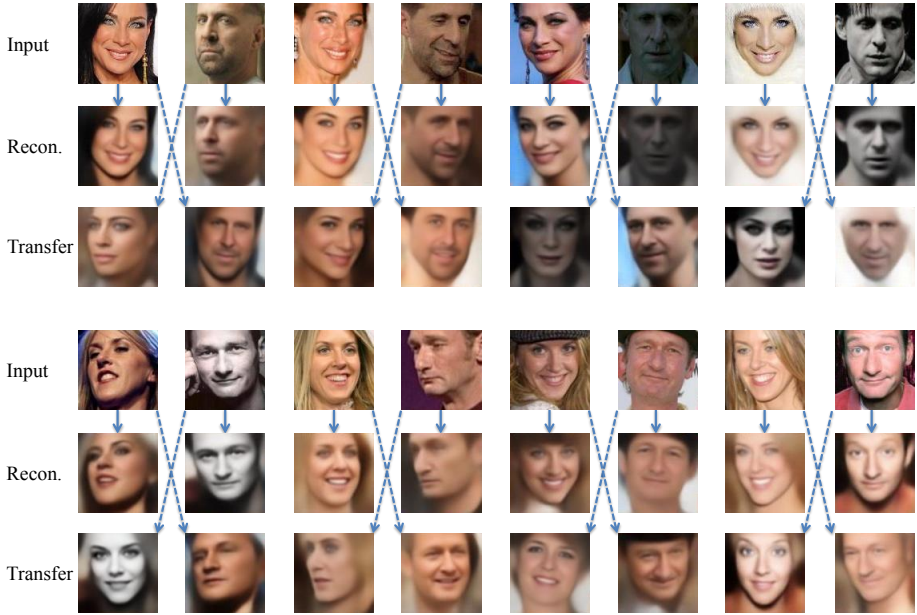 Input
Recon.
Transfer
Input
Recon.
Transfer